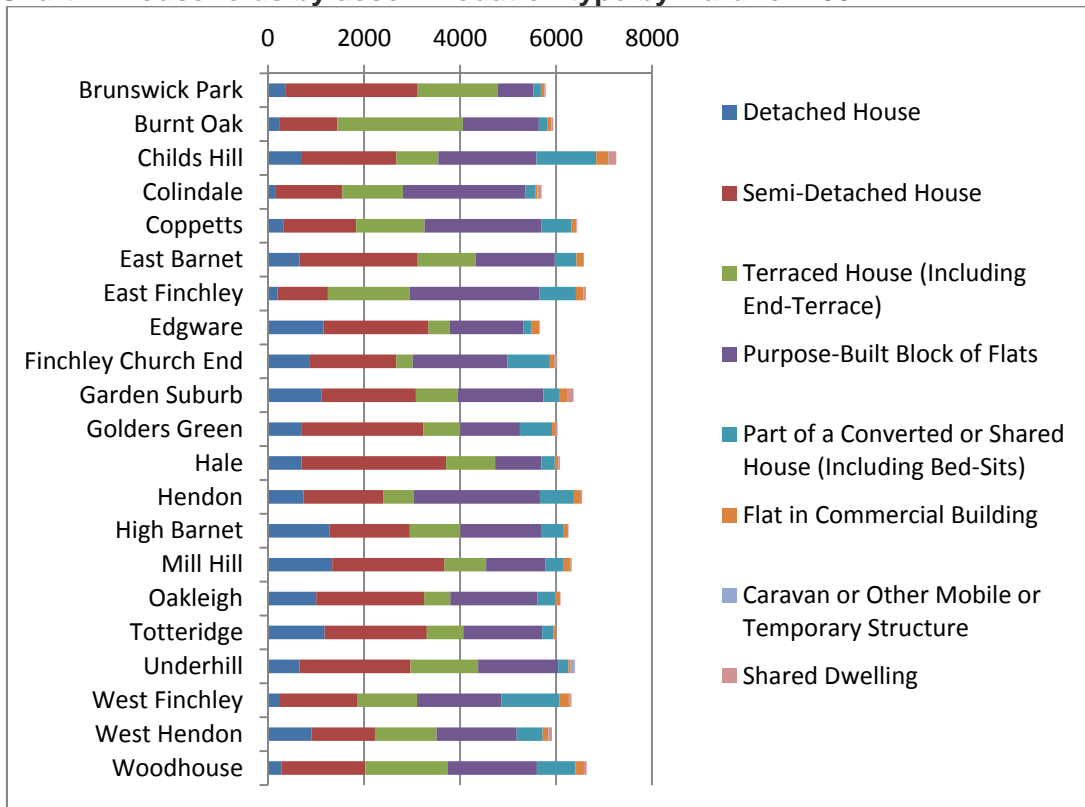 0 2000 4000 6000 8000
Brunswick Park
Burnt Oak
Childs Hill
Colindale
Coppetts
East Barnet
East Finchley
Edgware
Finchley Church End
Garden Suburb
Golders Green
Hale
Hendon
High Barnet
Mill Hill
Oakleigh
Totteridge
Underhill
West Finchley
West Hendon
Woodhouse
Detached House
Semi-Detached House
Terraced House (Including
End-Terrace)
Purpose-Built Block of Flats
Part of a Converted or Shared
House (Including Bed-Sits)
Flat in Commercial Building
Caravan or Other Mobile or
Temporary Structure
Shared Dwelling